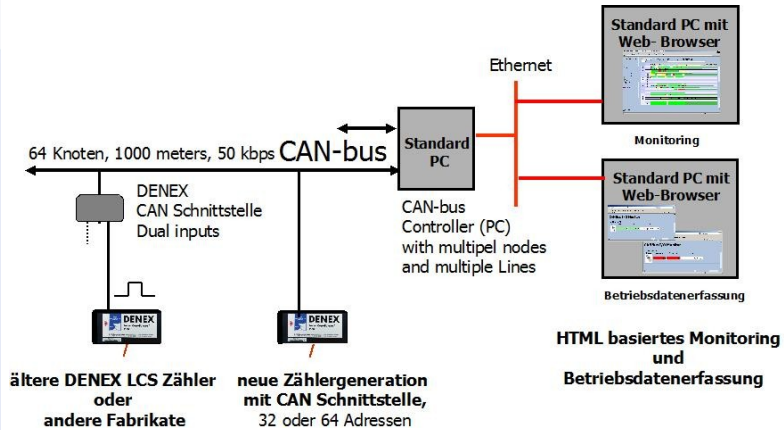 Standard PC mit
Web- Browser
Ethernet
Monitoring
64 Knoten, 1000 meters, 50 kbps CAN-bus
Standard
PC
DENEX
CAN Schnittstelle
Dual inputs
CAN-bus
Controller (PC)
with multipel nodes
and multiple Lines
Standard PC mit
Web-Browser
Betriebsdatenerfassung
DENEX
DENEX
HTML basiertes Monitoring
und
Betriebsdatenerfassung
ältere DENEX LCS Zähler
oder
andere Fabrikate
neue Zählergeneration
mit CAN Schnittstelle,
32 oder 64 Adressen